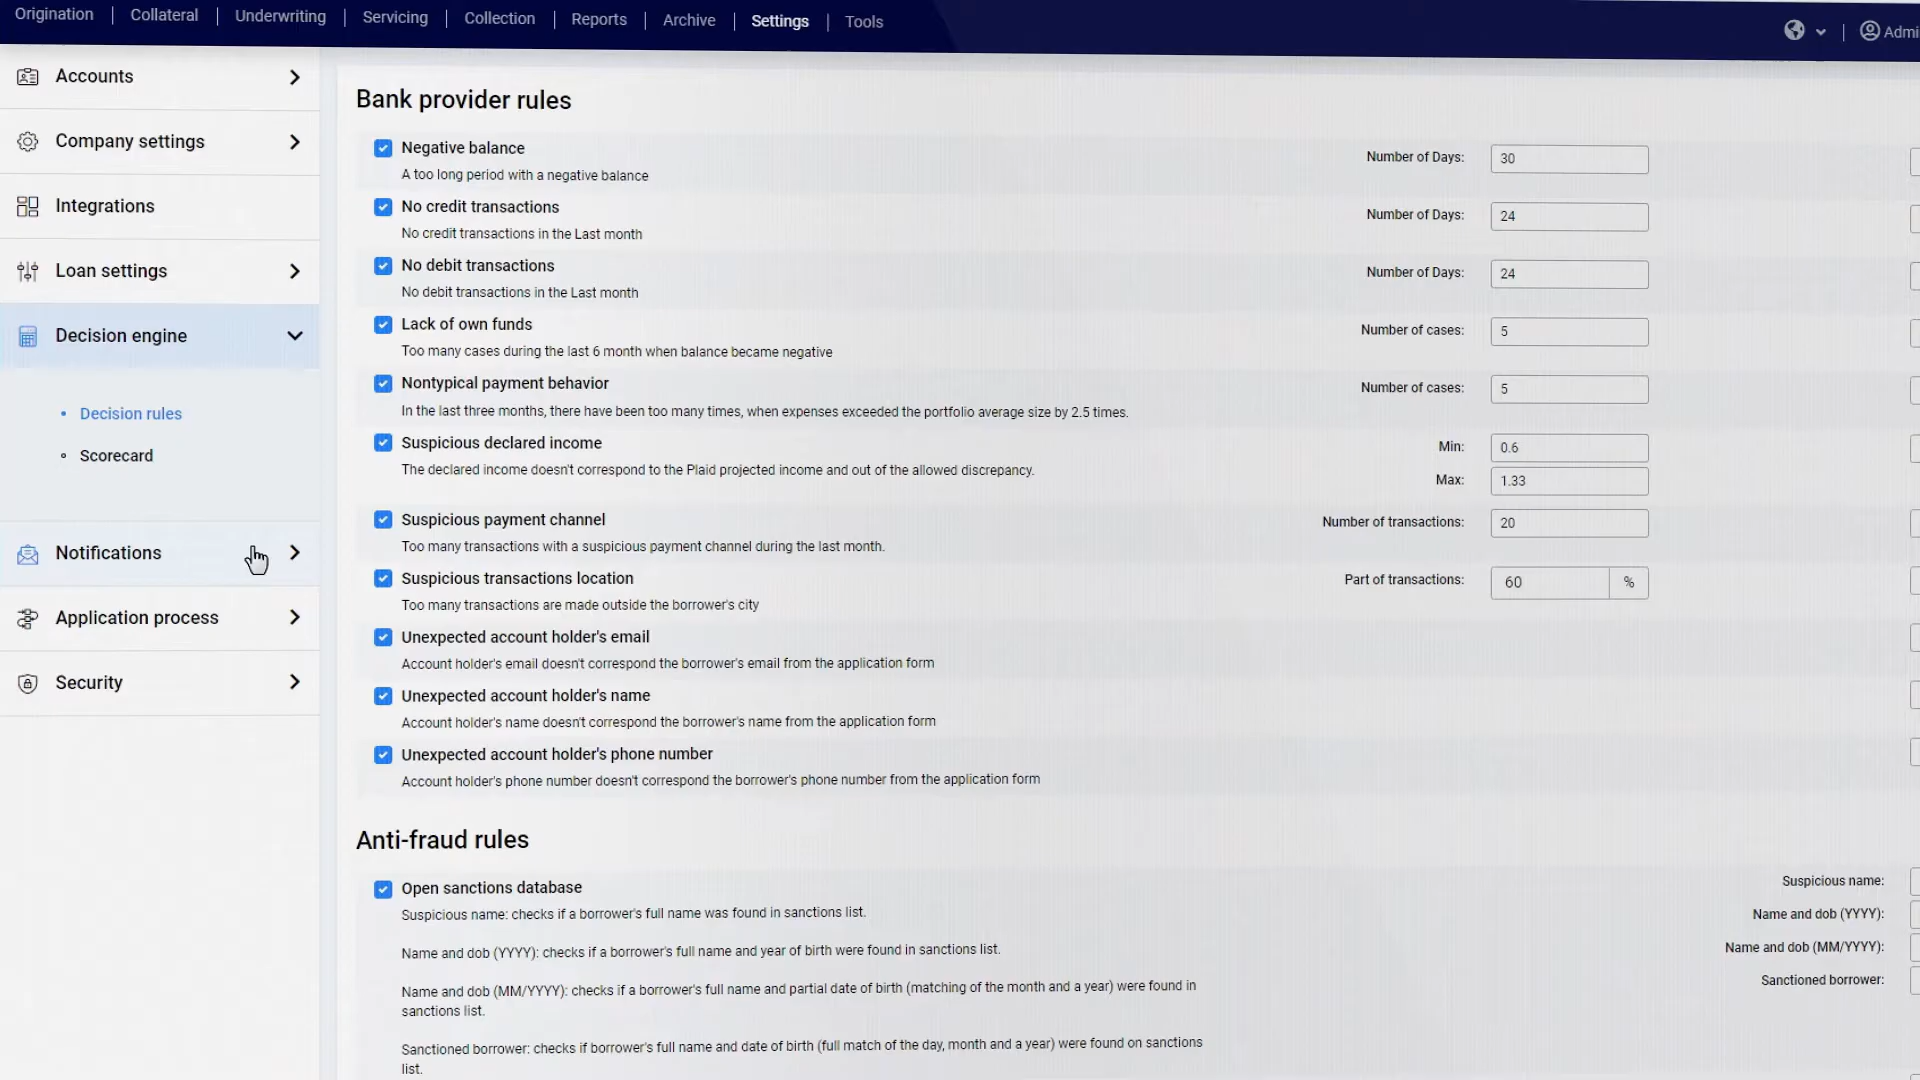 Origination | Collateral | Underwriting | Servicing | Collection | Reports | Archive | Settings | Tools
Accounts
Company settings
Integrations
Loan settings
Decision engine
Decision rules
Scorecard
Notifications
Application process
Security
Bank provider rules
Negative balance
A too long period with a negative balance
Number of Days: 30
No credit transactions
No credit transactions in the Last month
Number of Days: 24
No debit transactions
No debit transactions in the Last month
Number of Days: 24
Lack of own funds
Too many cases during the last 6 month when balance became negative
Number of cases: 5
Nontypical payment behavior
In the last three months, there have been too many times, when expenses exceeded the portfolio average size by 2.5 times.
Number of cases: 5
Suspicious declared income
The declared income doesn't correspond to the Plaid projected income and out of the allowed discrepancy.
Min: 0.6
Max: 1.33
Suspicious payment channel
Too many transactions with a suspicious payment channel during the last month.
Number of transactions: 20
Suspicious transactions location
Too many transactions are made outside the borrower's city
Part of transactions: 60 %
Unexpected account holder's email
Account holder's email doesn't correspond the borrower's email from the application form
Unexpected account holder's name
Account holder's name doesn't correspond the borrower's name from the application form
Unexpected account holder's phone number
Account holder's phone number doesn't correspond the borrower's phone number from the application form
Anti-fraud rules
Open sanctions database
Suspicious name: checks if a borrower's full name was found in sanctions list.
Name and dob (YYYY): checks if a borrower's full name and year of birth were found in sanctions list.
Name and dob (MM/YYYY): checks if a borrower's full name and partial date of birth (matching of the month and a year) were found in
sanctions list.
Sanctioned borrower: checks if borrower's full name and date of birth (full match of the day, month and a year) were found on sanctions
list.
Suspicious name:
Name and dob (YYYY):
Name and dob (MM/YYYY):
Sanctioned borrower: